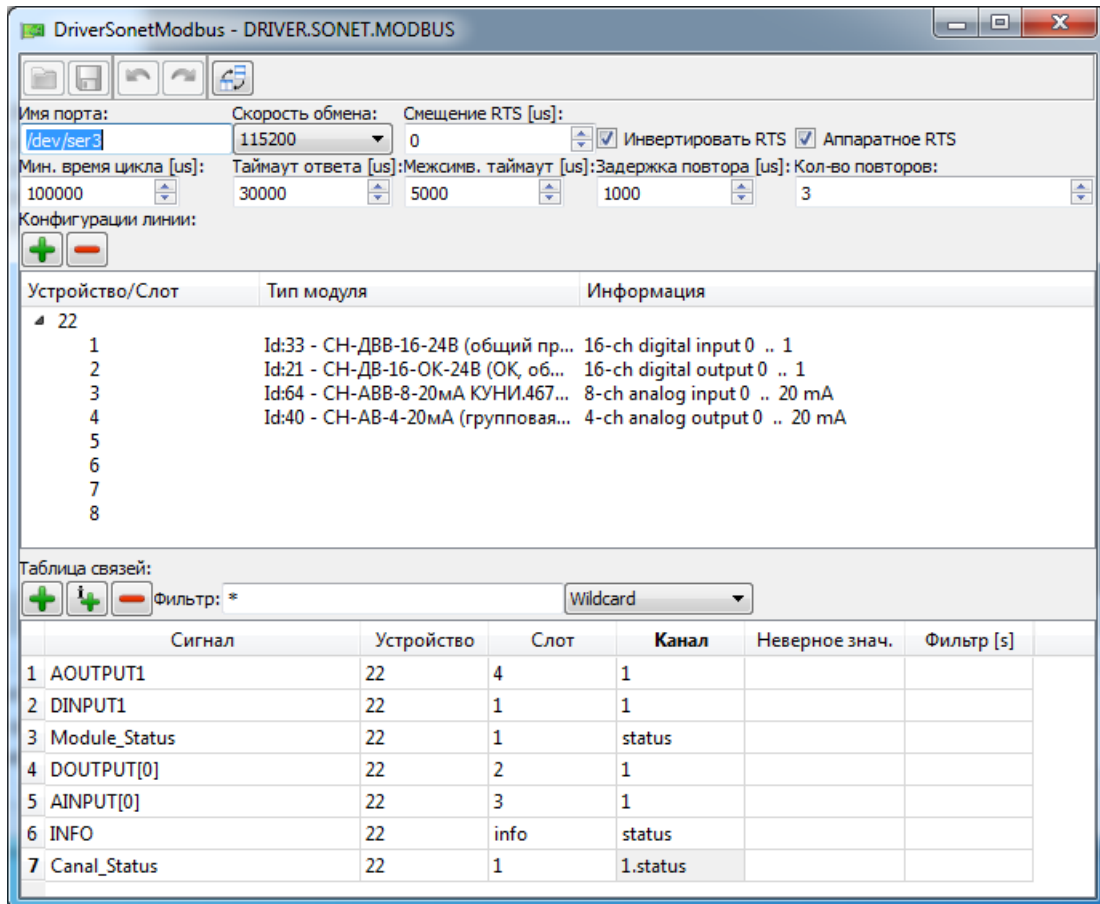 DriverSonetModbus - DRIVER.SONET.MODBUS
Имя порта: Скорость обмена: Смещение RTS [us]:
/dev/ser3 115200 0 Инвертировать RTS Аппаратное RTS
Мин. время цикла [us]: Таймаут ответа [us]: Межсимв. таймаут [us]: Задержка повтора [us]: Кол-во повторов:
100000 30000 5000 1000 3
Конфигурации линии:
Устройство/Слот Тип модуля Информация
22
1 Id:33 - СН-ДВВ-16-24В (общий пр... 16-ch digital input 0 .. 1
2 Id:21 - СН-ДВ-16-ОК-24В (ОК, об... 16-ch digital output 0 .. 1
3 Id:64 - СН-АВВ-8-20мА КУНИ.467... 8-ch analog input 0 .. 20 mA
4 Id:40 - СН-АВ-4-20мА (групповая... 4-ch analog output 0 .. 20 mA
5
6
7
8
Таблица связей:
i Фильтр: * Wildcard
Сигнал Устройство Слот Канал Неверное знач. Фильтр [s]
1 AOUTPUT1 22 4 1
2 DINPUT1 22 1 1
3 Module_Status 22 1 status
4 DOUTPUT[0] 22 2 1
5 AINPUT[0] 22 3 1
6 INFO 22 info status
7 Canal_Status 22 1 1.status